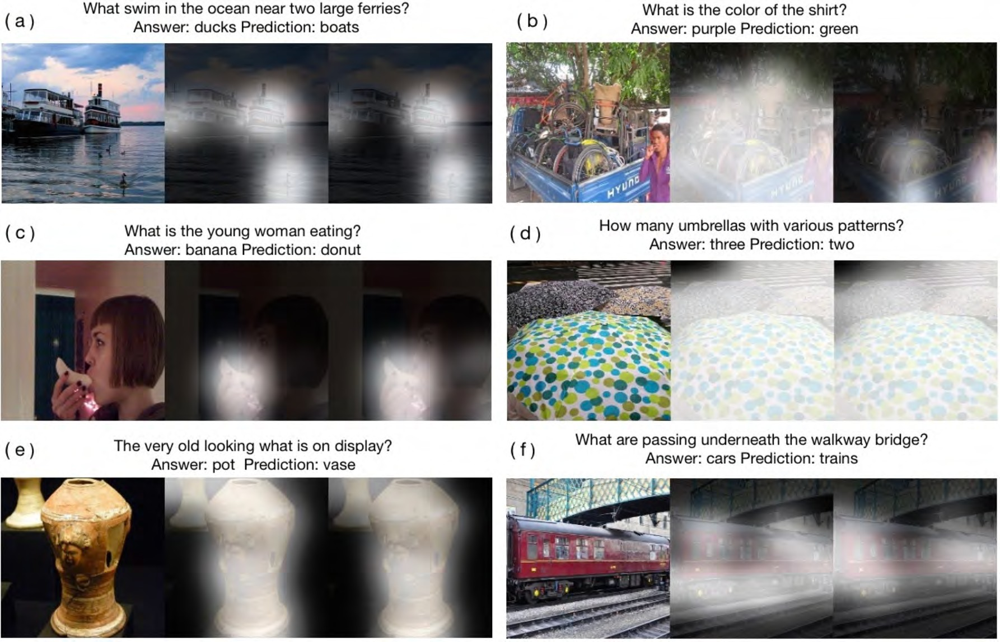 ( a )
What swim in the ocean near two large ferries?
Answer: ducks Prediction: boats
( b )
What is the color of the shirt?
Answer: purple Prediction: green
HYUND
( c )
What is the young woman eating?
Answer: banana Prediction: donut
( d )
How many umbrellas with various patterns?
Answer: three Prediction: two
( e )
The very old looking what is on display?
Answer: pot Prediction: vase
( f )
What are passing underneath the walkway bridge?
Answer: cars Prediction: trains